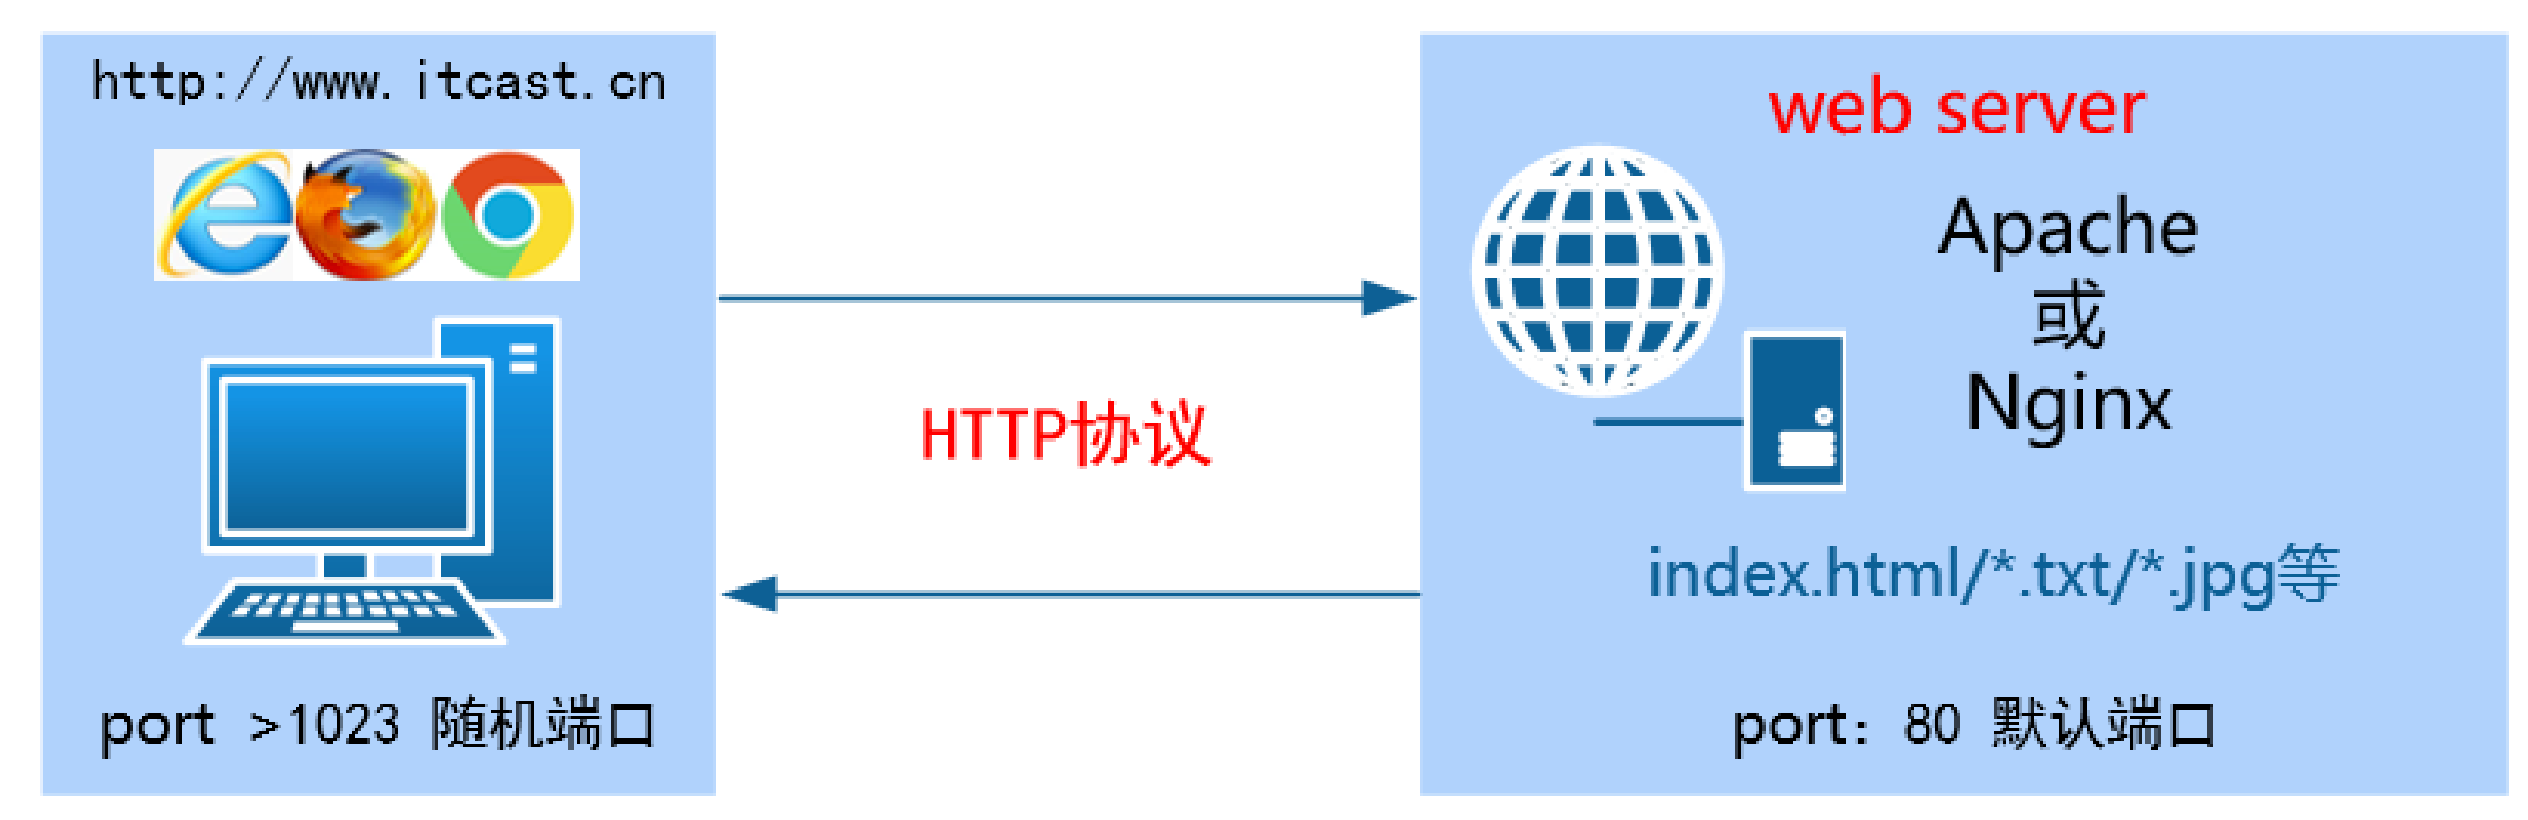 http://www.itcast.cn
port >1023 随机端口
HTTP协议
web server
Apache
或
Nginx
index.html/*.txt/*.jpg等
port: 80 默认端口